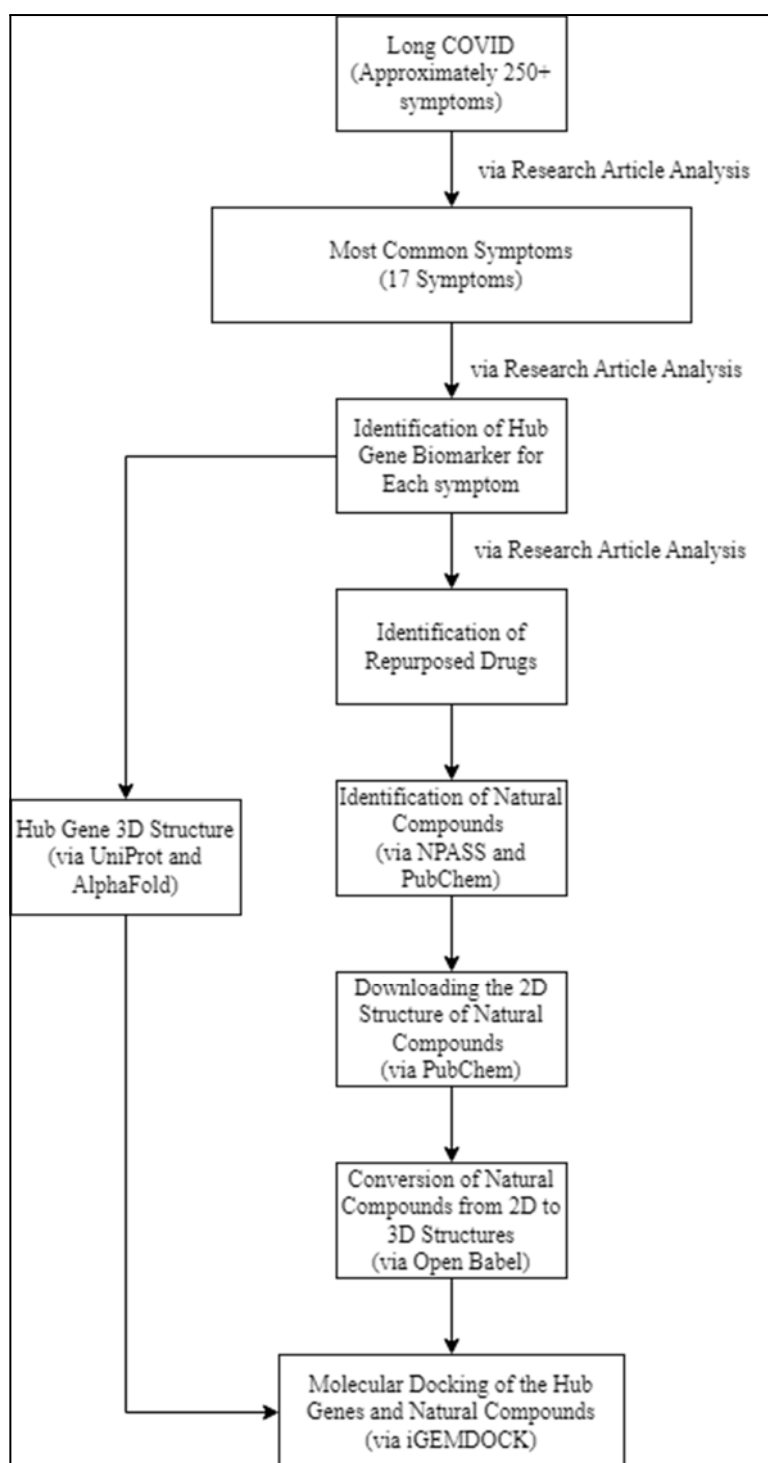 Long COVID
(Approximately 250+
symptoms)
via Research Article Analysis
Most Common Symptoms
(17 Symptoms)
via Research Article Analysis
Identification of Hub
Gene Biomarker for
Each symptom
via Research Article Analysis
Identification of
Repurposed Drugs
Hub Gene 3D Structure
(via UniProt and
AlphaFold)
Identification of Natural
Compounds
(via NPASS and
PubChem)
Downloading the 2D
Structure of Natural
Compounds
(via PubChem)
Conversion of Natural
Compounds from 2D to
3D Structures
(via Open Babel)
Molecular Docking of the Hub
Genes and Natural Compounds
(via iGEMDOCK)